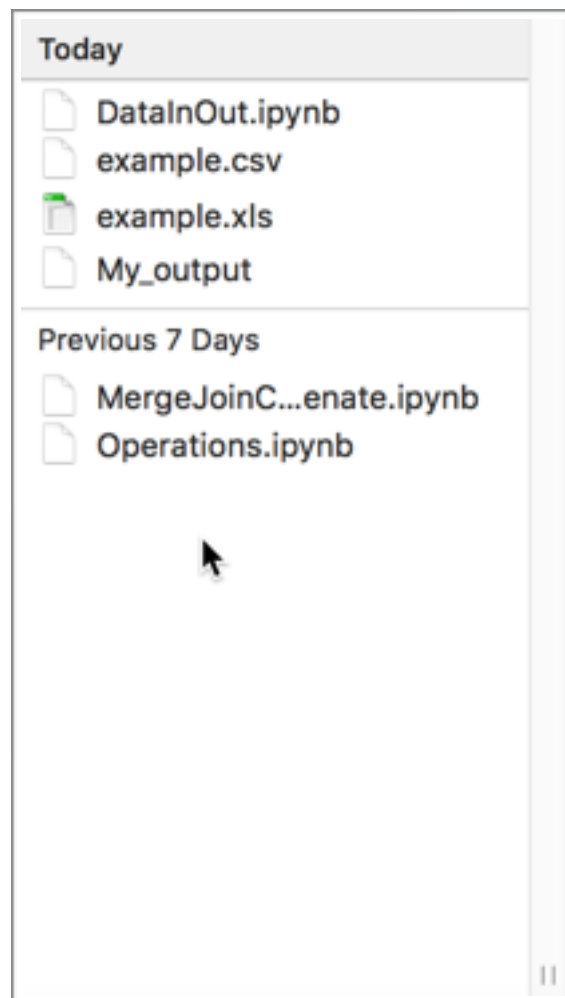 Today
DataInOut.ipynb
example.csv
example.xls
My_output
Previous 7 Days
MergeJoinC...enate.ipynb
Operations.ipynb